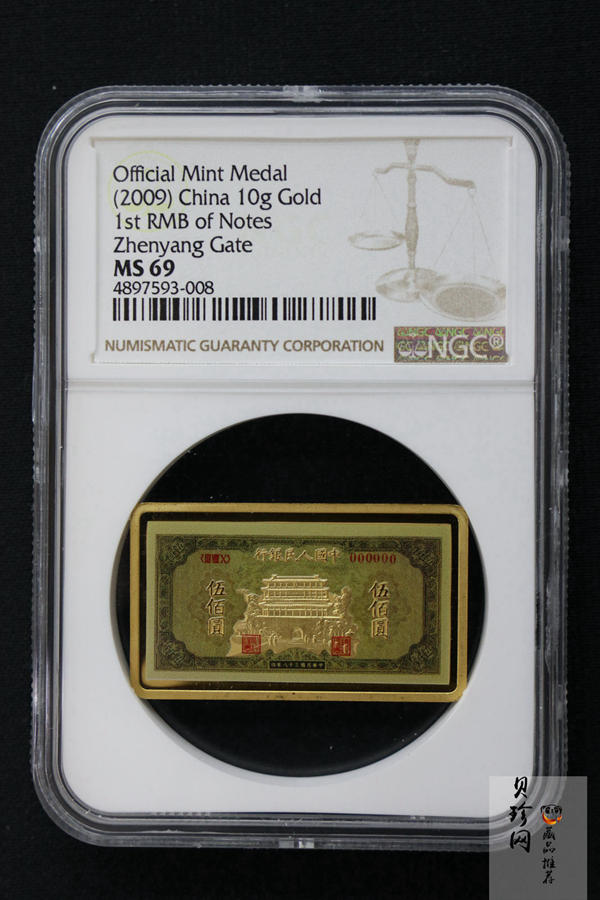 Official Mint Medal
(2009) China 10g Gold
1st RMB of Notes
Zhenyang Gate
MS 69
4897593-008
NUMISMATIC GUARANTY CORPORATION
NGC®
行銀民人國中
000000
伍佰圓
伍佰圓
貝珍网
藏品推荐